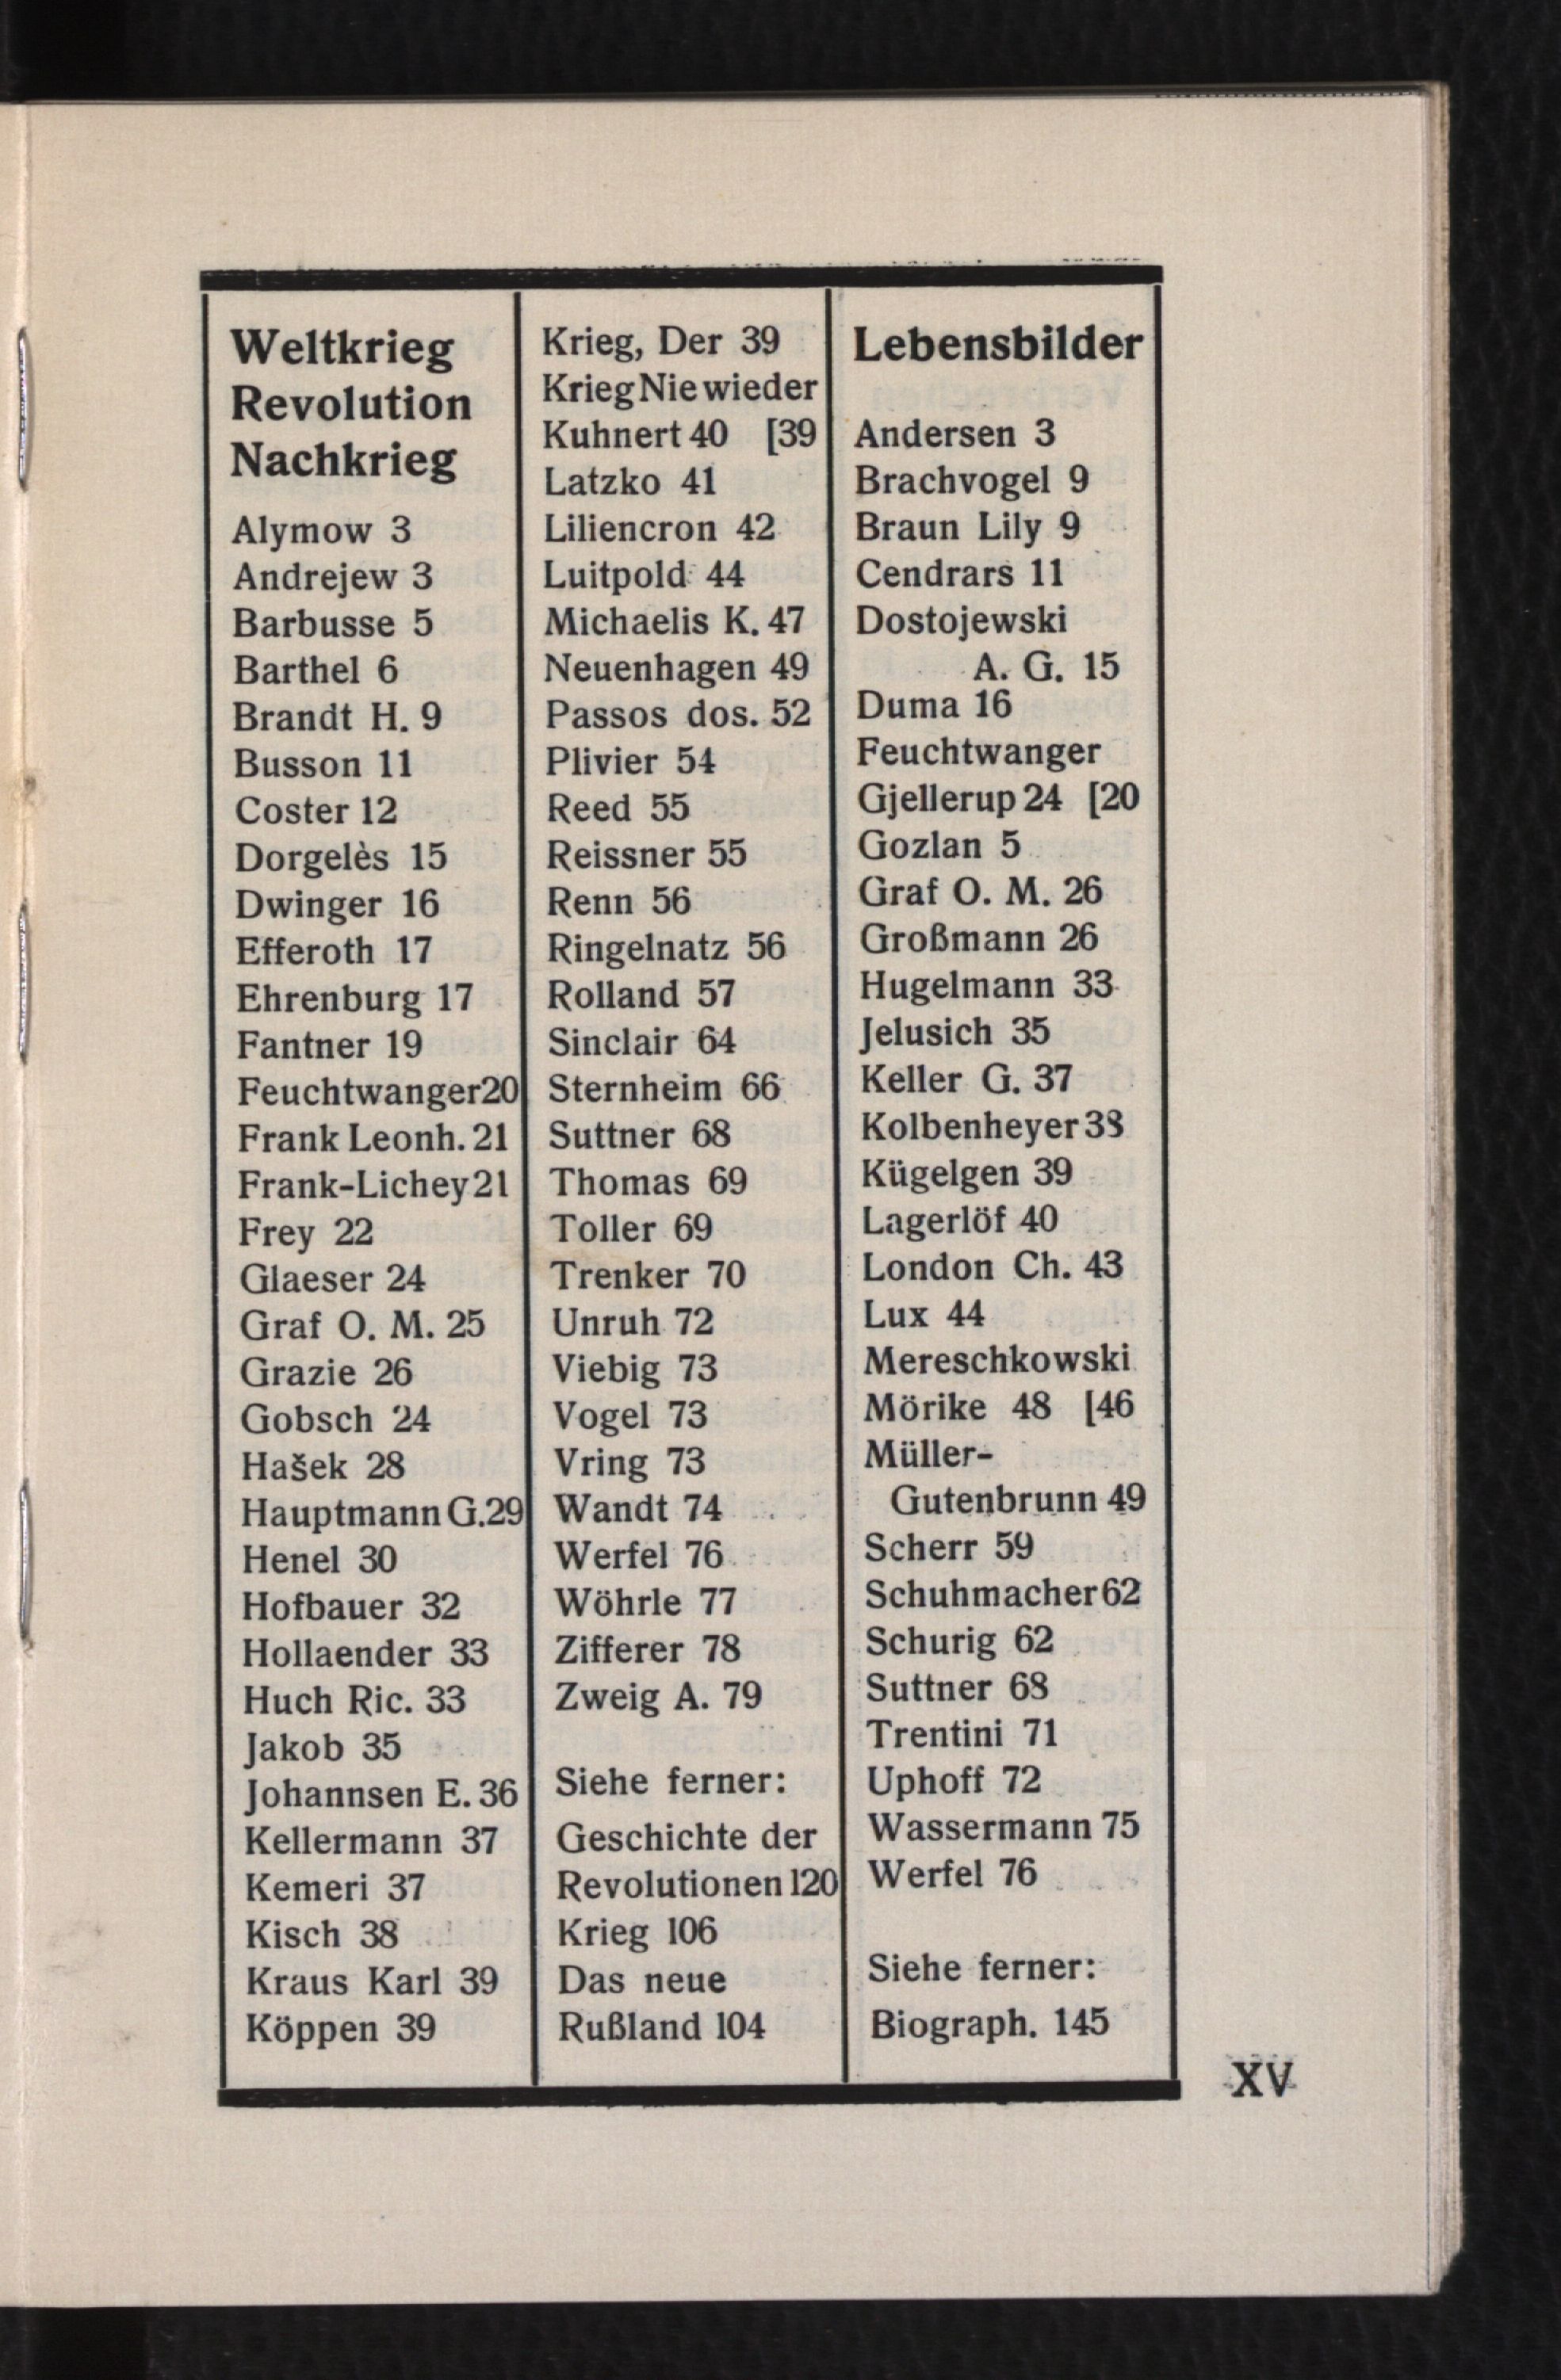 Weltkrieg
Revolution
Nachkrieg
Alymow 3
Andrejew 3
Barbusse 5
Barthel 6
Brandt H. 9
Busson 11
Coster 12
Dorgelès 15
Dwinger 16
Efferoth 17
Ehrenburg 17
Fantner 19
Feuchtwanger20
Frank Leonh. 21
Frank-Lichey21
Frey 22
Glaeser 24
Graf O. M. 25
Grazie 26
Gobsch 24
Hašek 28
Hauptmann G.29
Henel 30
Hofbauer 32
Hollaender 33
Huch Ric. 33
Jakob 35
Johannsen E. 36
Kellermann 37
Kemeri 37
Kisch 38
Kraus Karl 39
Köppen 39
Krieg, Der 39
Krieg Nie wieder
Kuhnert 40 [39
Latzko 41
Liliencron 42
Luitpold 44
Michaelis K. 47
Neuenhagen 49
Passos dos. 52
Plivier 54
Reed 55
Reissner 55
Renn 56
Ringelnatz 56
Rolland 57
Sinclair 64
Sternheim 66
Suttner 68
Thomas 69
Toller 69
Trenker 70
Unruh 72
Viebig 73
Vogel 73
Vring 73
Wandt 74
Werfel 76
Wöhrle 77
Zifferer 78
Zweig A. 79
Siehe ferner:
Geschichte der
Revolutionen 120
Krieg 106
Das neue
Rußland 104
Lebensbilder
Andersen 3
Brachvogel 9
Braun Lily 9
Cendrars 11
Dostojewski
A. G. 15
Duma 16
Feuchtwanger
Gjellerup 24 [20
Gozlan 5
Graf O. M. 26
Großmann 26
Hugelmann 33
Jelusich 35
Keller G. 37
Kolbenheyer 38
Kügelgen 39
Lagerlöf 40
London Ch. 43
Lux 44
Mereschkowski
Mörike 48 [46
Müller-
Gutenbrunn 49
Scherr 59
Schuhmacher 62
Schurig 62
Suttner 68
Trentini 71
Uphoff 72
Wassermann 75
Werfel 76
Siehe ferner:
Biograph. 145
XV